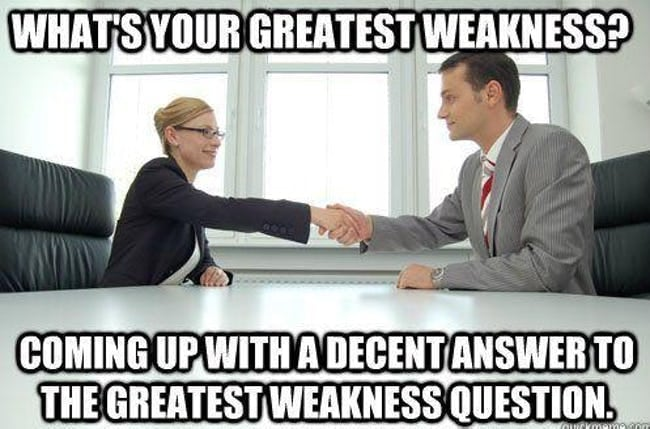 WHAT'S YOUR GREATEST WEAKNESS?
COMING UP WITH A DECENT ANSWER TO
THE GREATEST WEAKNESS QUESTION.